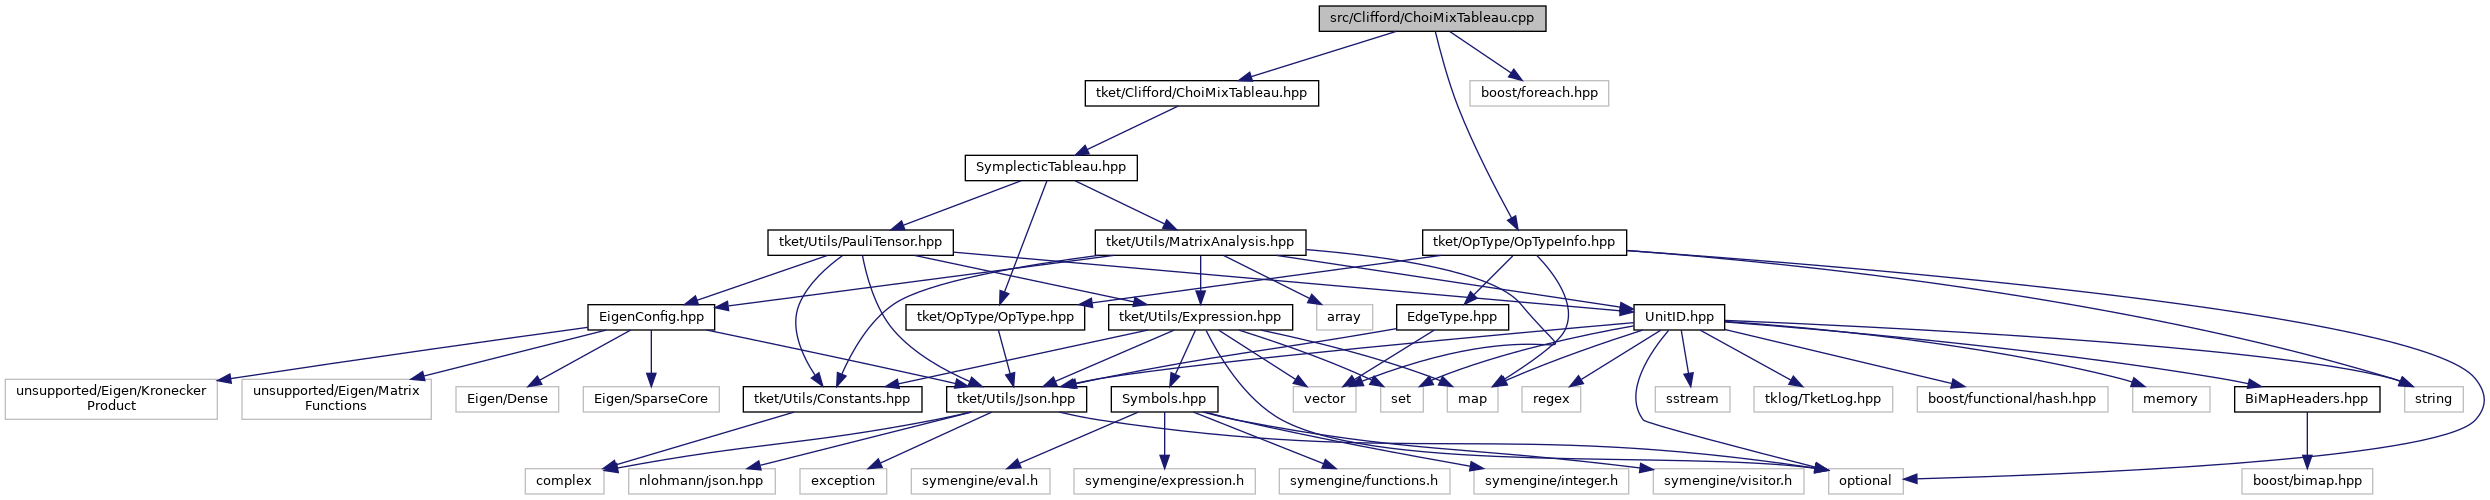 src/Clifford/ChoiMixTableau.cpp
tket/Clifford/ChoiMixTableau.hpp
boost/foreach.hpp
SymplecticTableau.hpp
tket/Utils/PauliTensor.hpp
tket/Utils/MatrixAnalysis.hpp
tket/OpType/OpTypeInfo.hpp
EigenConfig.hpp
tket/OpType/OpType.hpp
tket/Utils/Expression.hpp
array
EdgeType.hpp
UnitID.hpp
unsupported/Eigen/Kronecker
Product
unsupported/Eigen/Matrix
Functions
Eigen/Dense
Eigen/SparseCore
tket/Utils/Constants.hpp
tket/Utils/Json.hpp
Symbols.hpp
vector
set
map
regex
sstream
tklog/TketLog.hpp
boost/functional/hash.hpp
memory
BiMapHeaders.hpp
string
complex
nlohmann/json.hpp
exception
symengine/eval.h
symengine/expression.h
symengine/functions.h
symengine/integer.h
symengine/visitor.h
optional
boost/bimap.hpp